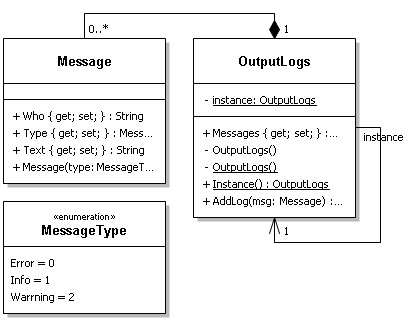 0..*
1
Message
+ Who { get; set; } : String
+ Type { get; set; } : Mess...
+ Text { get; set; } : String
+ Message(type: MessageT...
OutputLogs
- instance: OutputLogs
+ Messages { get; set; } :...
- OutputLogs()
- OutputLogs()
+ Instance() : OutputLogs
+ AddLog(msg: Message) :...
instance
1
«enumeration»
MessageType
Error = 0
Info = 1
Warrning = 2